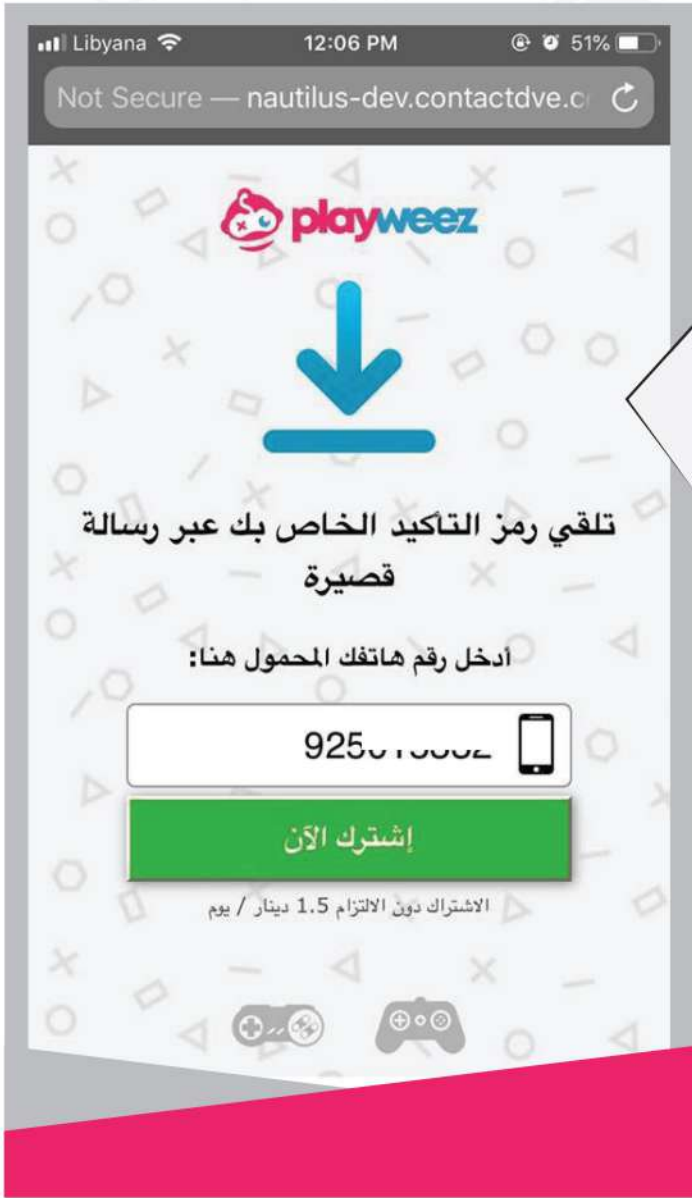 Libyana 12:06 PM 51%
Not Secure — nautilus-dev.contactdve.c
playweez
تلقي رمز التأكيد الخاص بك عبر رسالة
قصيرة
أدخل رقم هاتفك المحمول هنا:
إشترك الآن
الاشتراك دون الالتزام 1.5 دينار / يوم